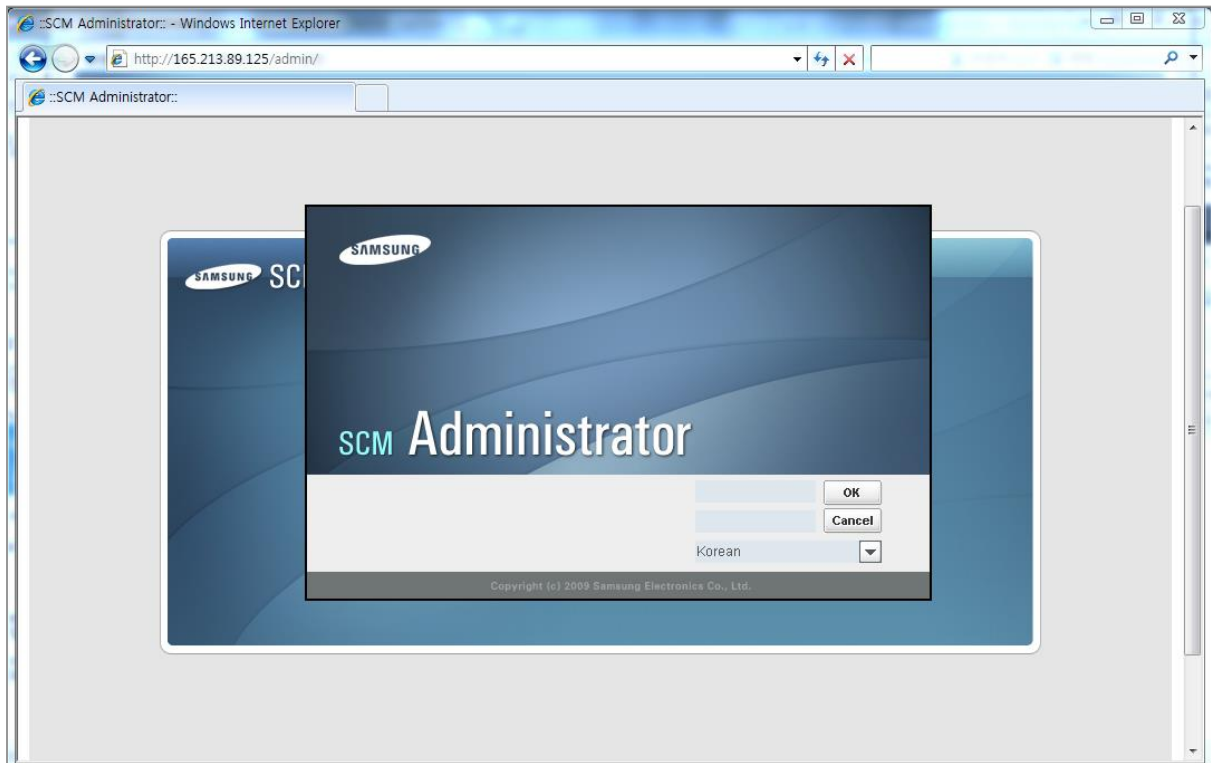 ::SCM Administrator:: - Windows Internet Explorer
http://165.213.89.125/admin/
::SCM Administrator::
SAMSUNG
SAMSUNG SC
SCM Administrator
OK
Cancel
Korean
Copyright (c) 2009 Samsung Electronics Co., Ltd.